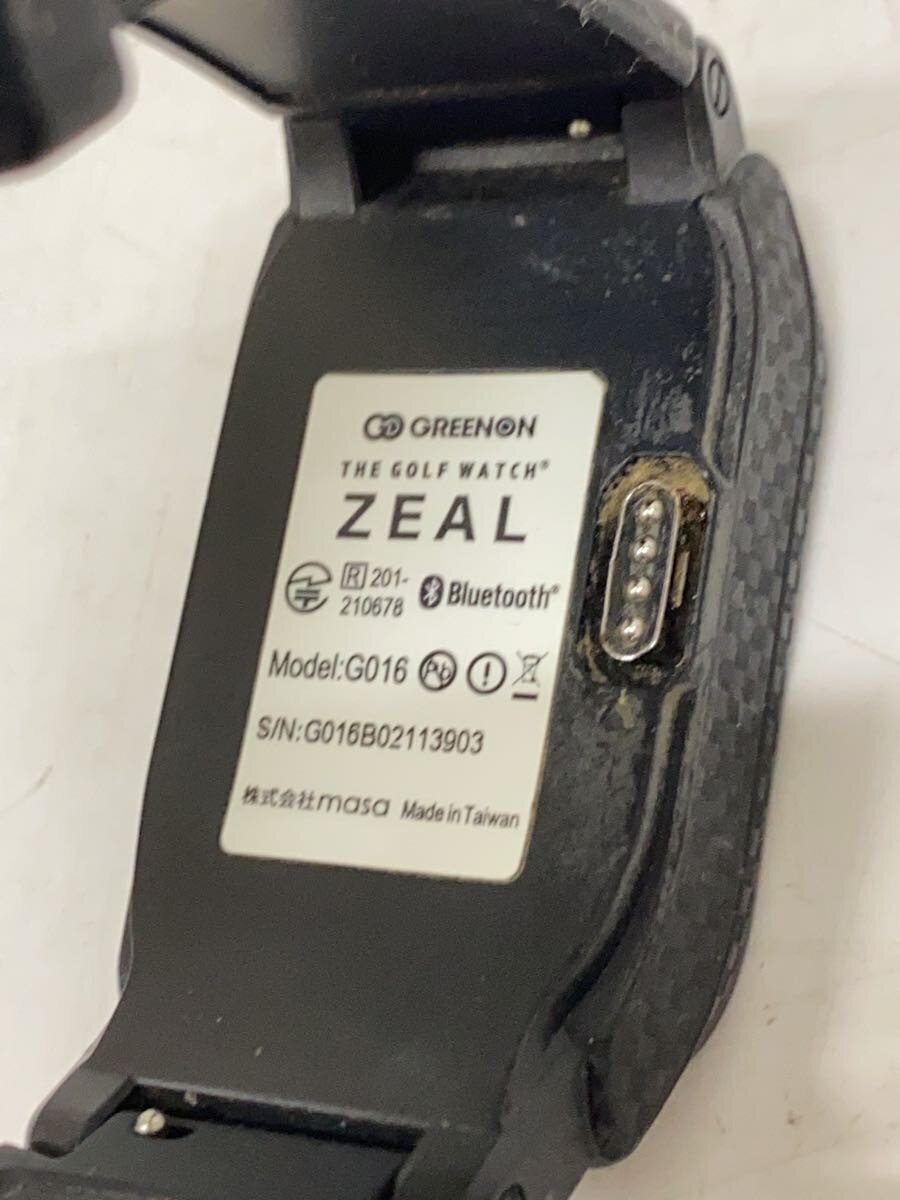 GREENON
THE GOLF WATCH®
ZEAL
R 201-
210678 Bluetooth®
Model:G016 Pb
S/N:G016B02113903
株式会社masa Made in Taiwan